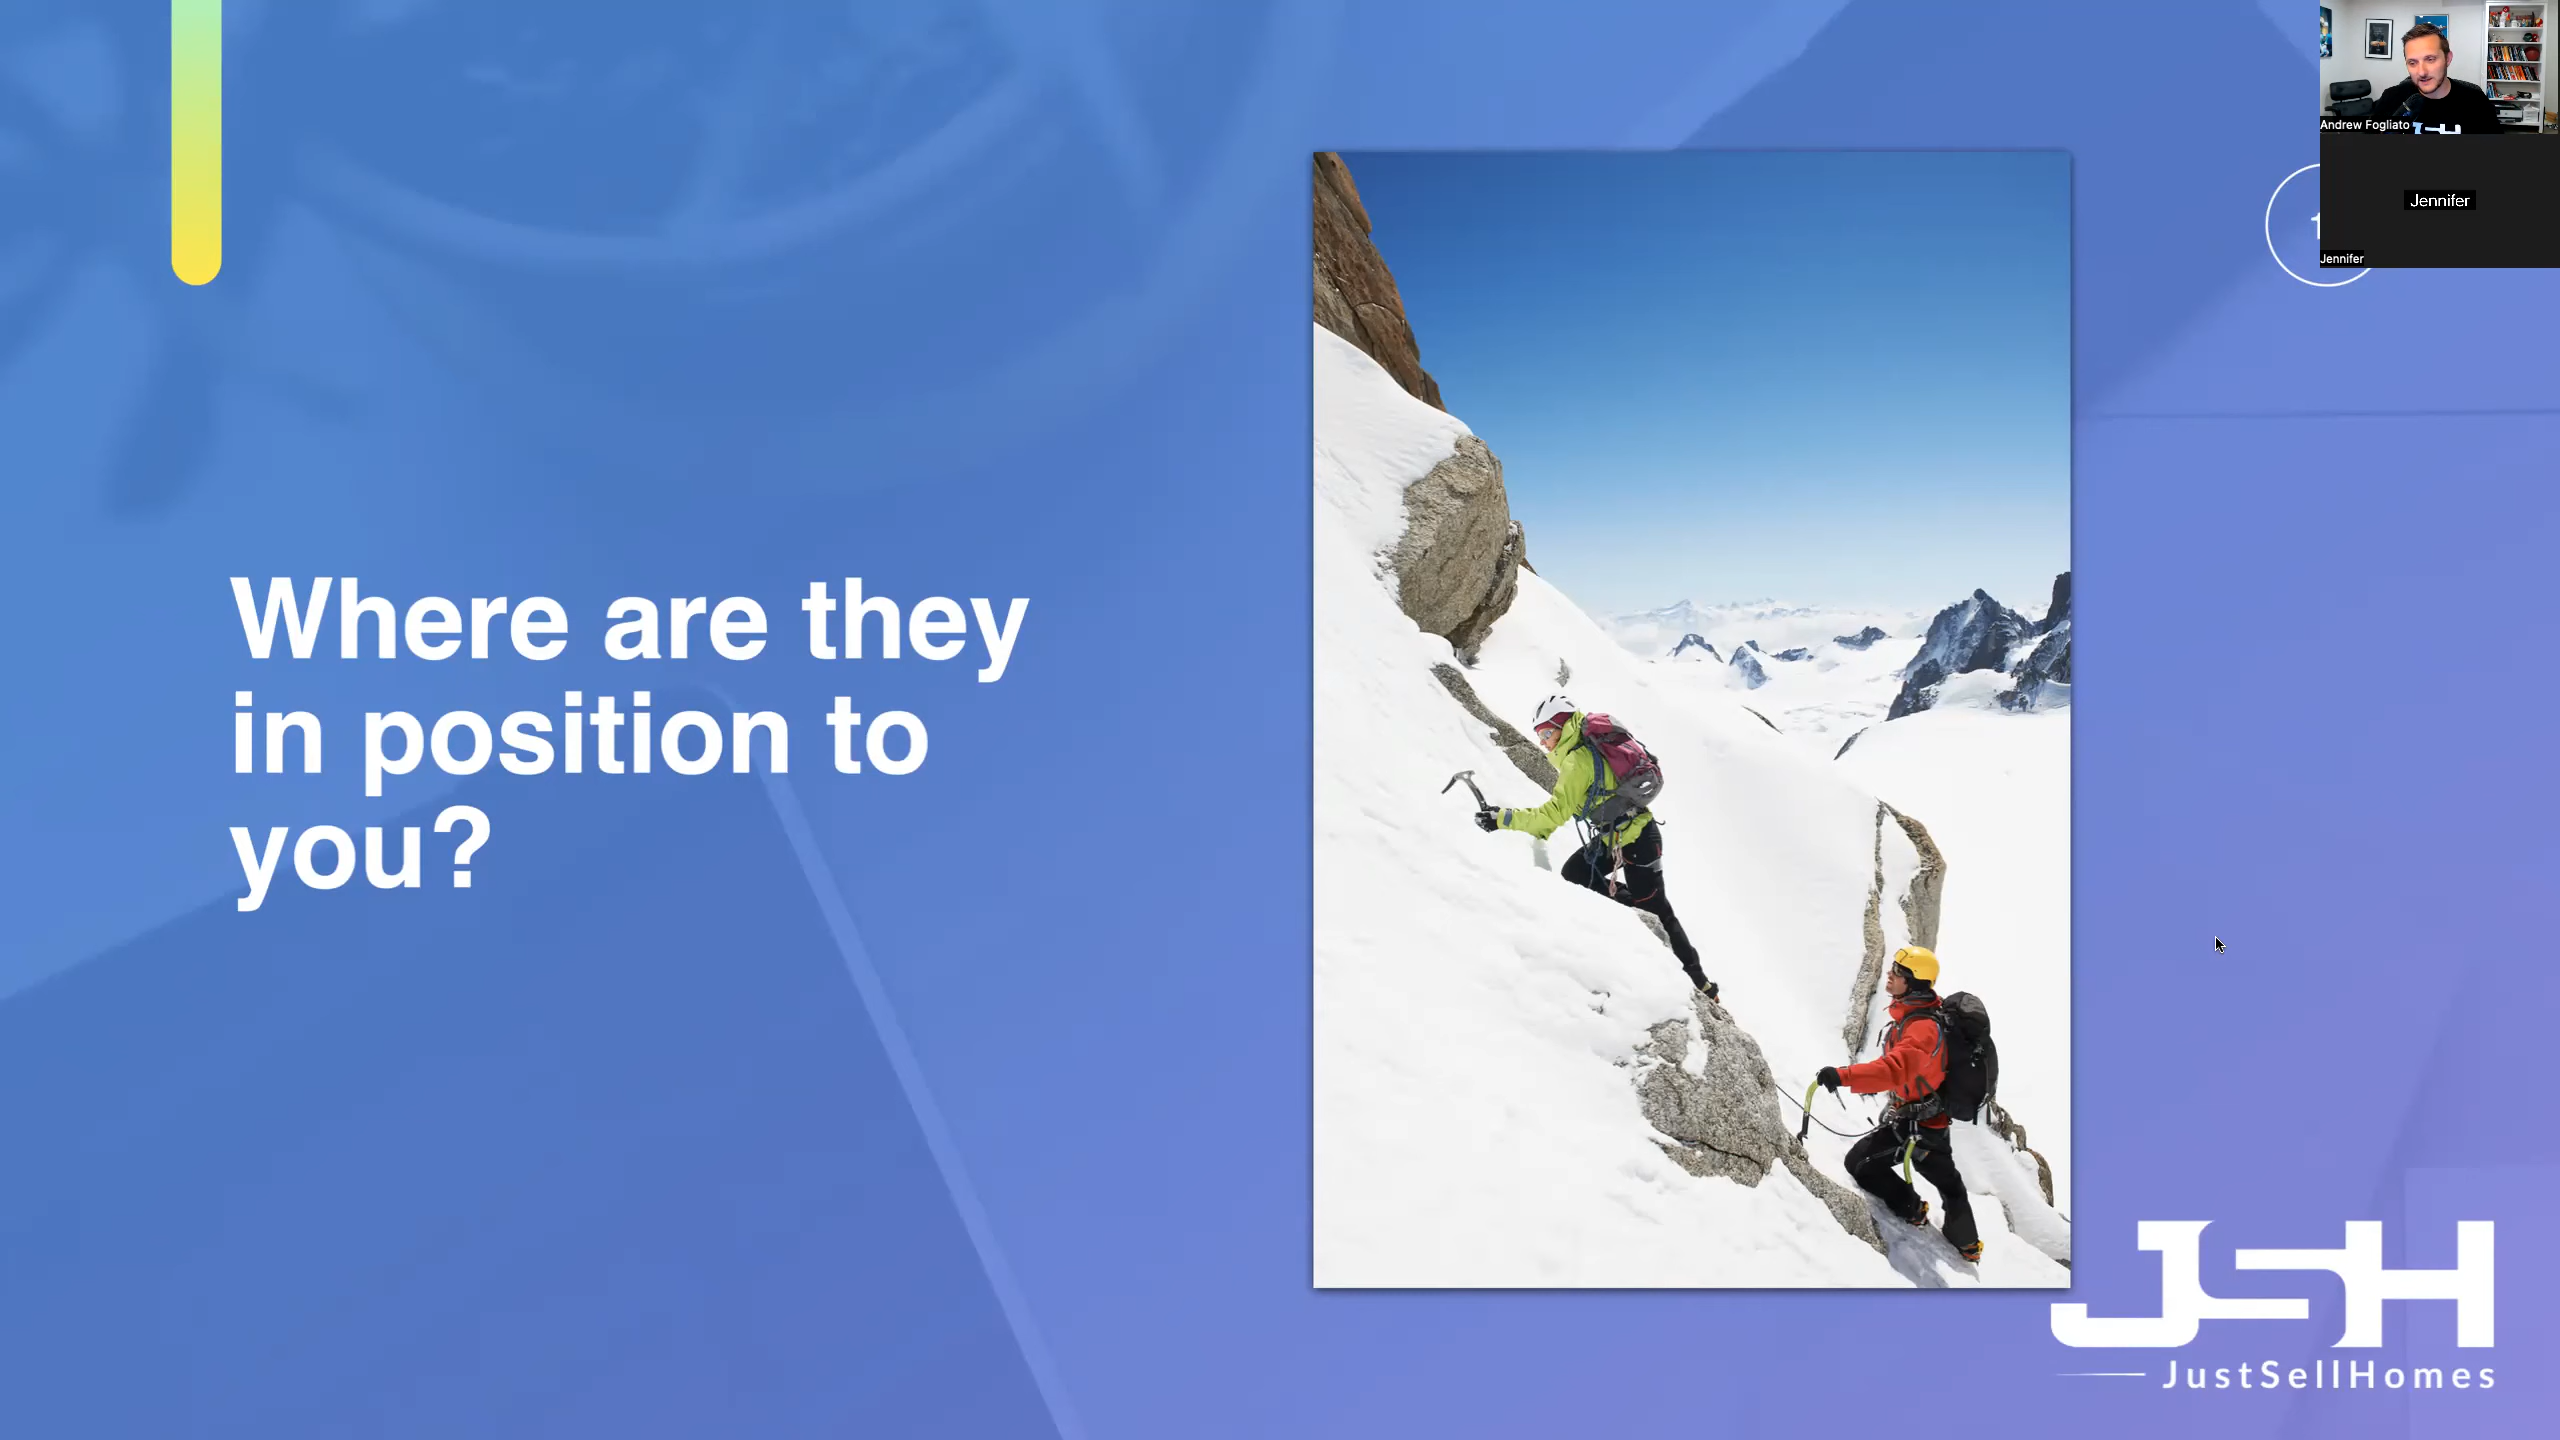 Where are they
in position to
you?
Andrew Fogliato
Jennifer
Jennifer
JSH
JustSellHomes